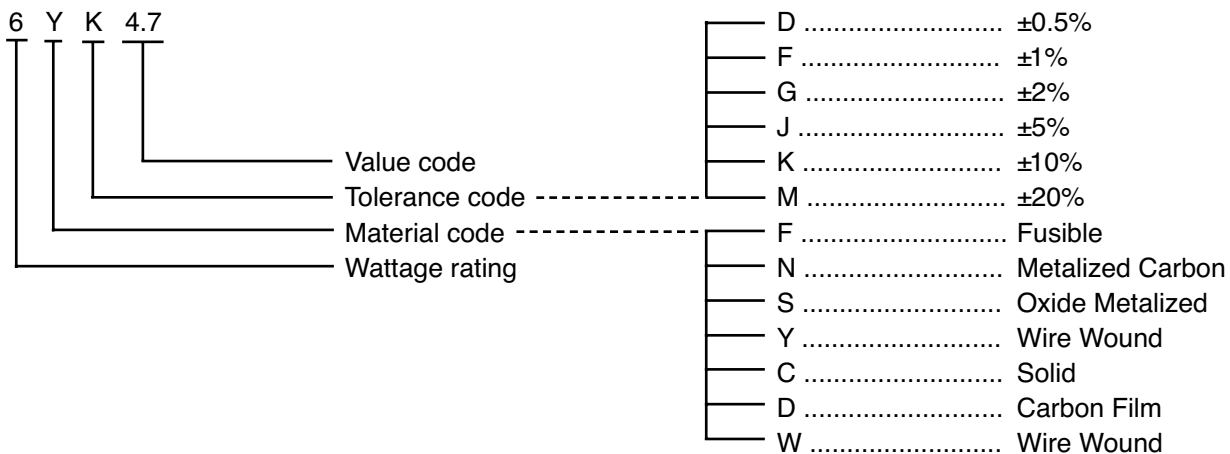 6 Y K 4.7
D ............................ ±0.5%
F ............................ ±1%
G ............................ ±2%
J ............................. ±5%
Value code K ............................ ±10%
Tolerance code M ............................ ±20%
Material code F ............................. Fusible
Wattage rating N ............................ Metalized Carbon
S ............................ Oxide Metalized
Y ............................ Wire Wound
C ............................ Solid
D ............................ Carbon Film
W ........................... Wire Wound